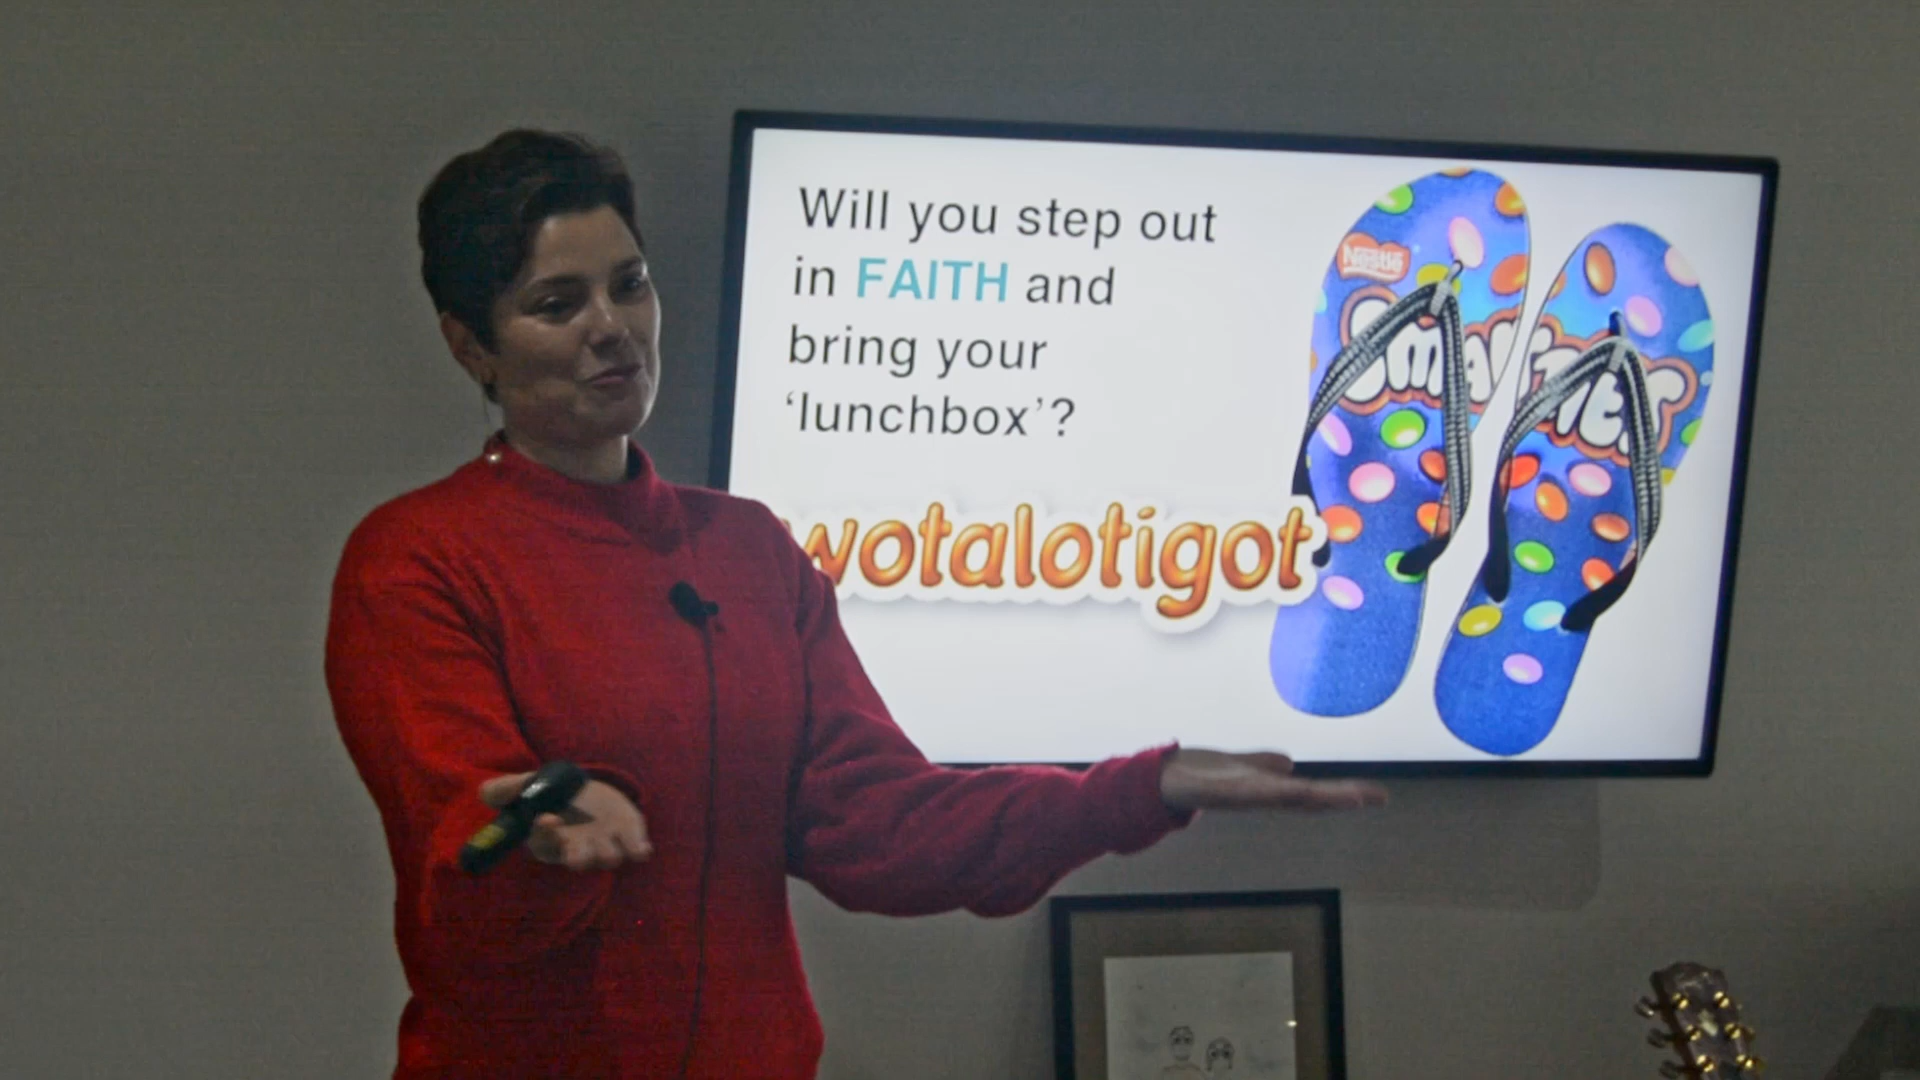 Will you step out
in FAITH and
bring your
‘lunchbox’?
wotalotigot
Nestlé
SMARTIES